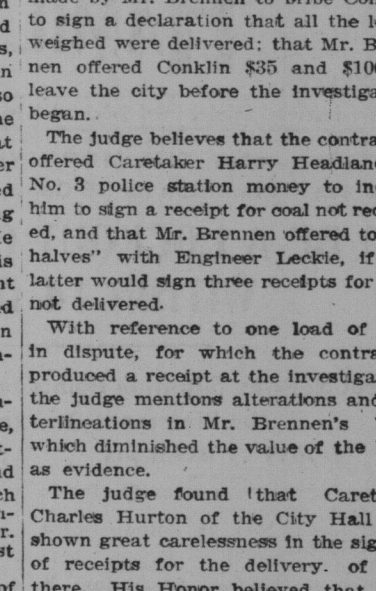 made by Mr. Brennen to bribe Con
to sign a declaration that all the l
weighed were delivered; that Mr. B
nen offered Conklin $35 and $10
leave the city before the investiga
began.
The judge believes that the contra
offered Caretaker Harry Headlan
No. 3 police station money to in
him to sign a receipt for coal not rec
ed, and that Mr. Brennen offered to
halves" with Engineer Leckie, if
latter would sign three receipts for
not delivered.
With reference to one load of
in dispute, for which the contra
produced a receipt at the investiga
the judge mentions alterations and
terlineations in Mr. Brennen's
which diminished the value of the
as evidence.
The judge found that Caret
Charles Hurton of the City Hall
shown great carelessness in the sig
of receipts for the delivery. of
there. His Honor believed that